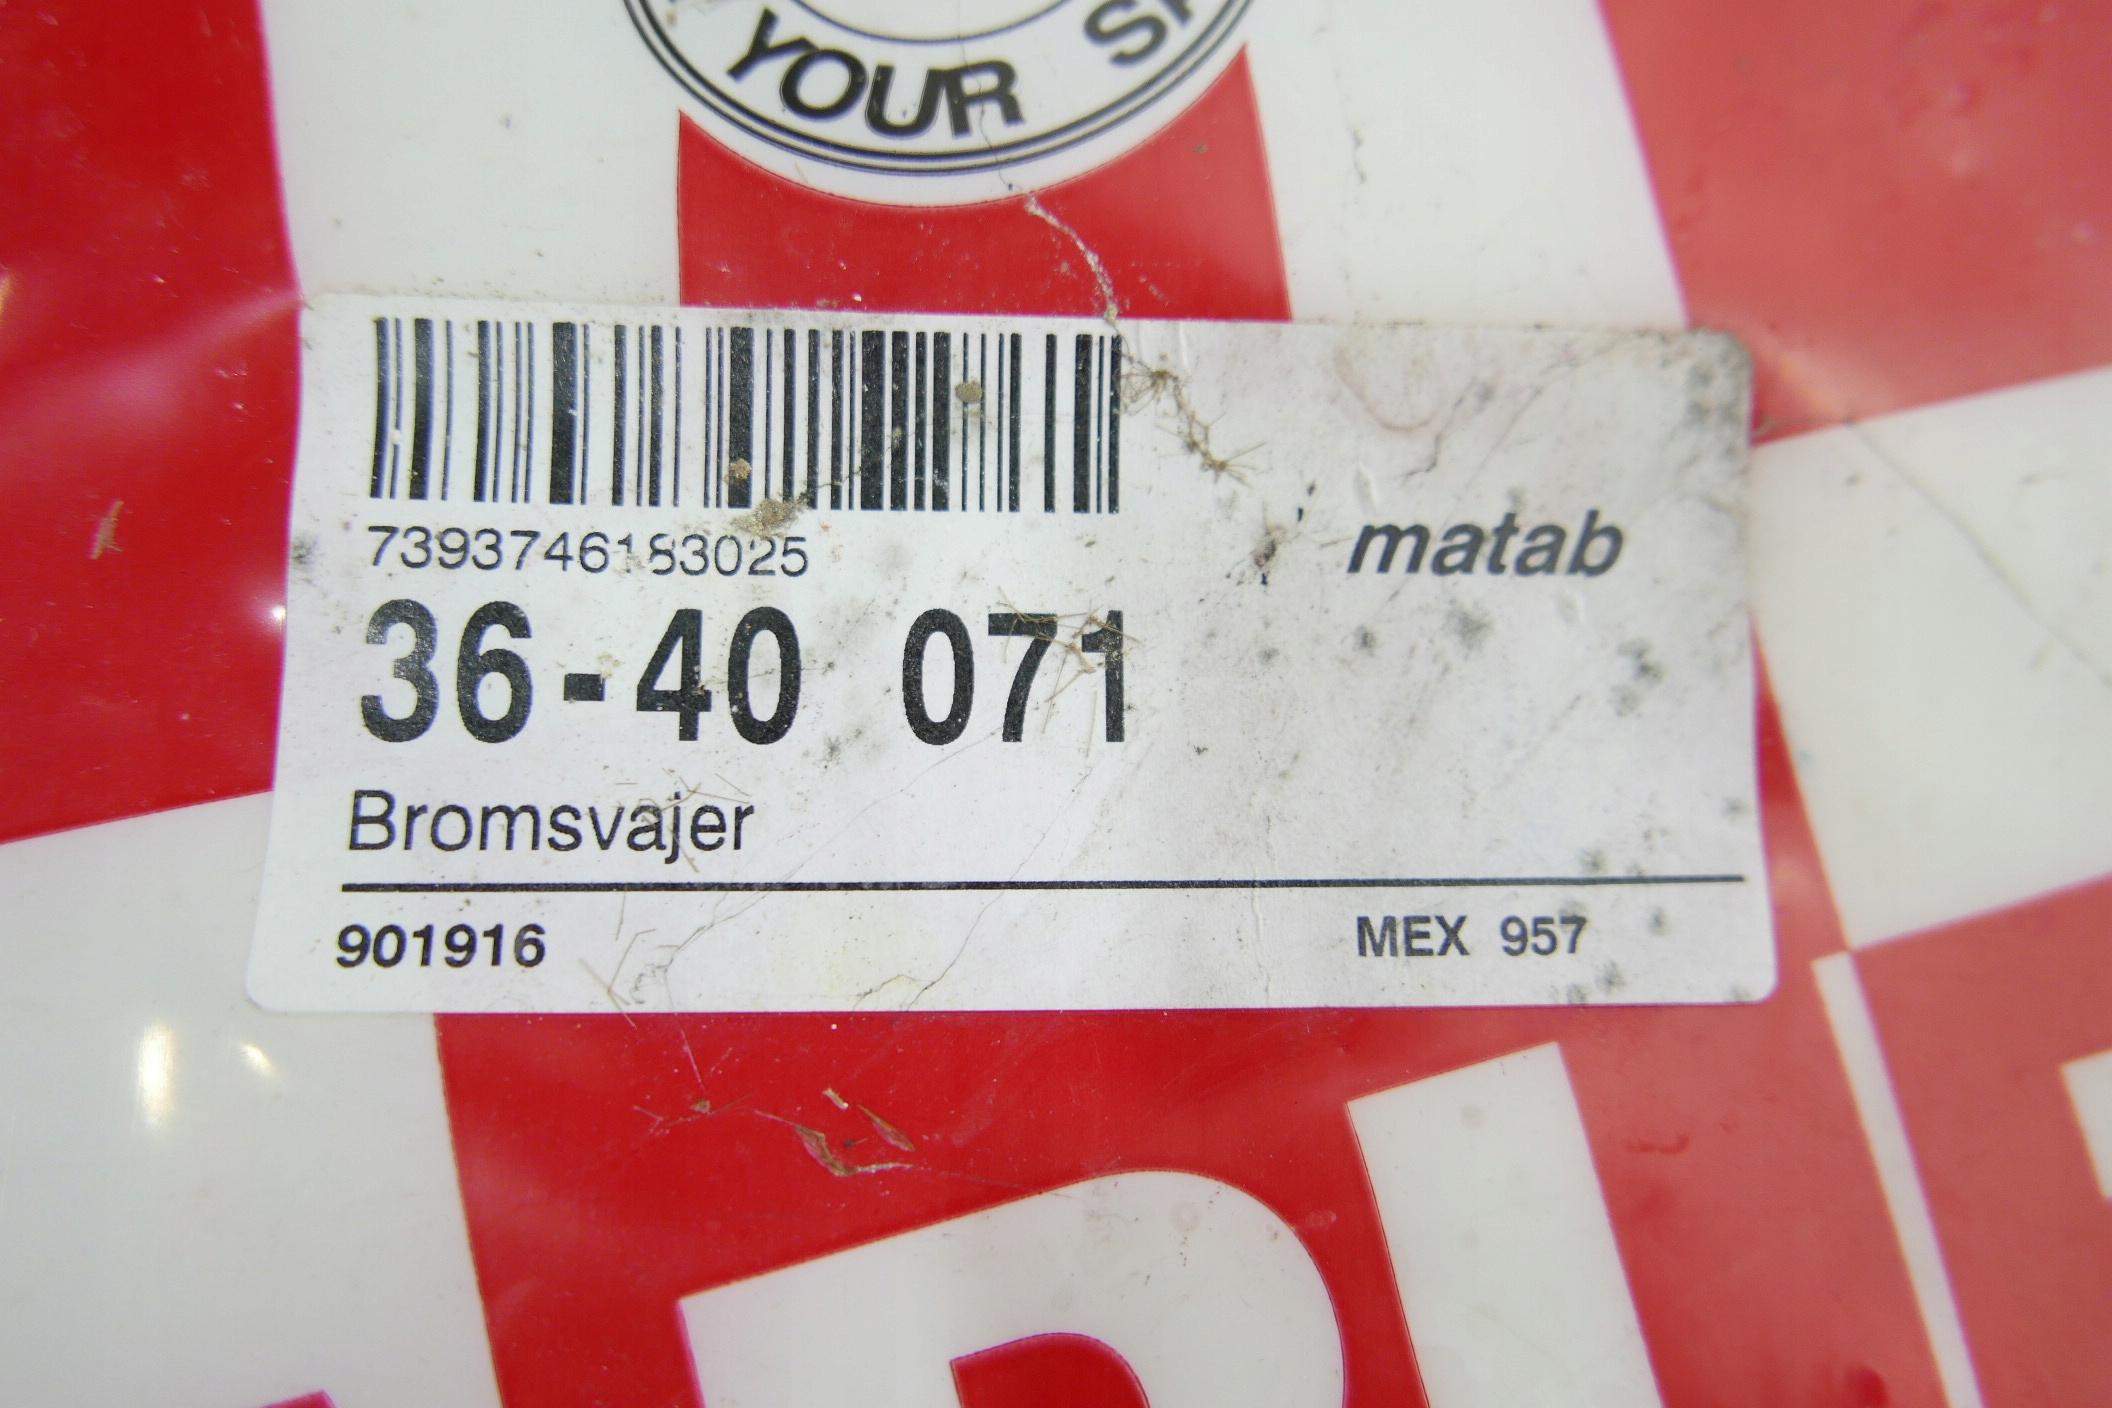 YOUR
7393746183025
matab
36-40 071
Bromsvajer
901916 MEX 957